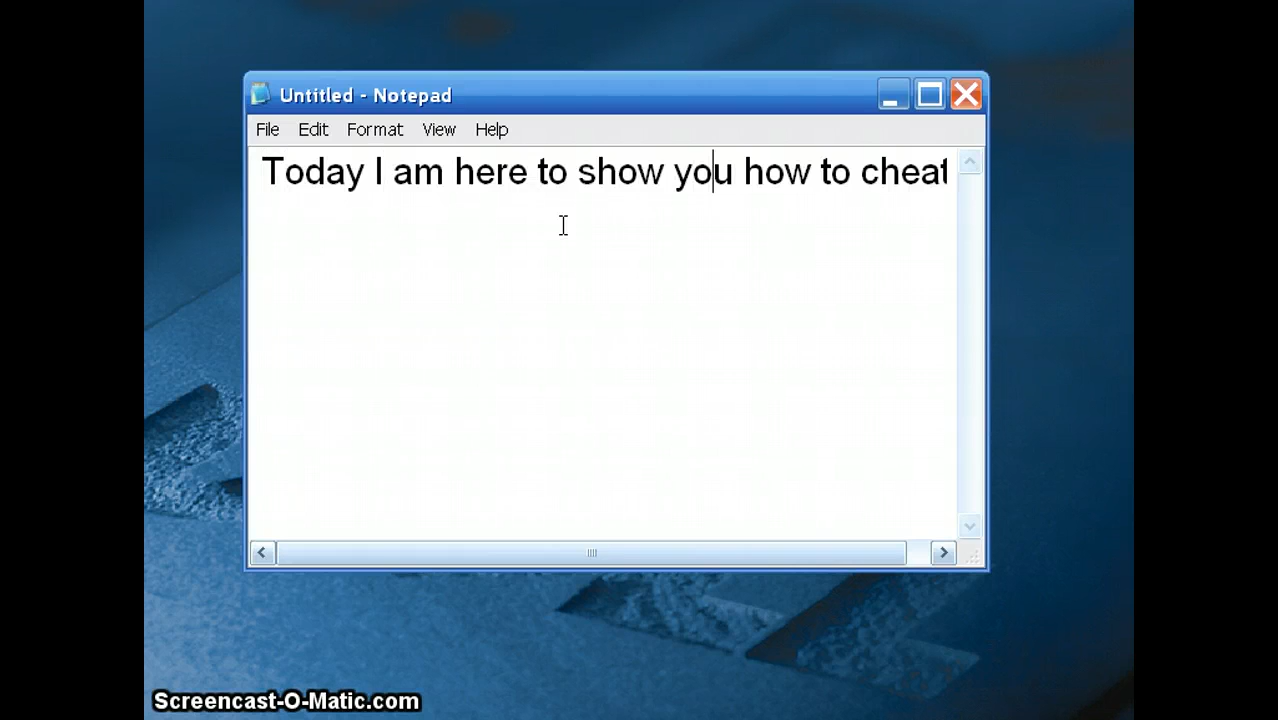 Untitled - Notepad
File Edit Format View Help
Today I am here to show you how to cheat
Screencast-O-Matic.com